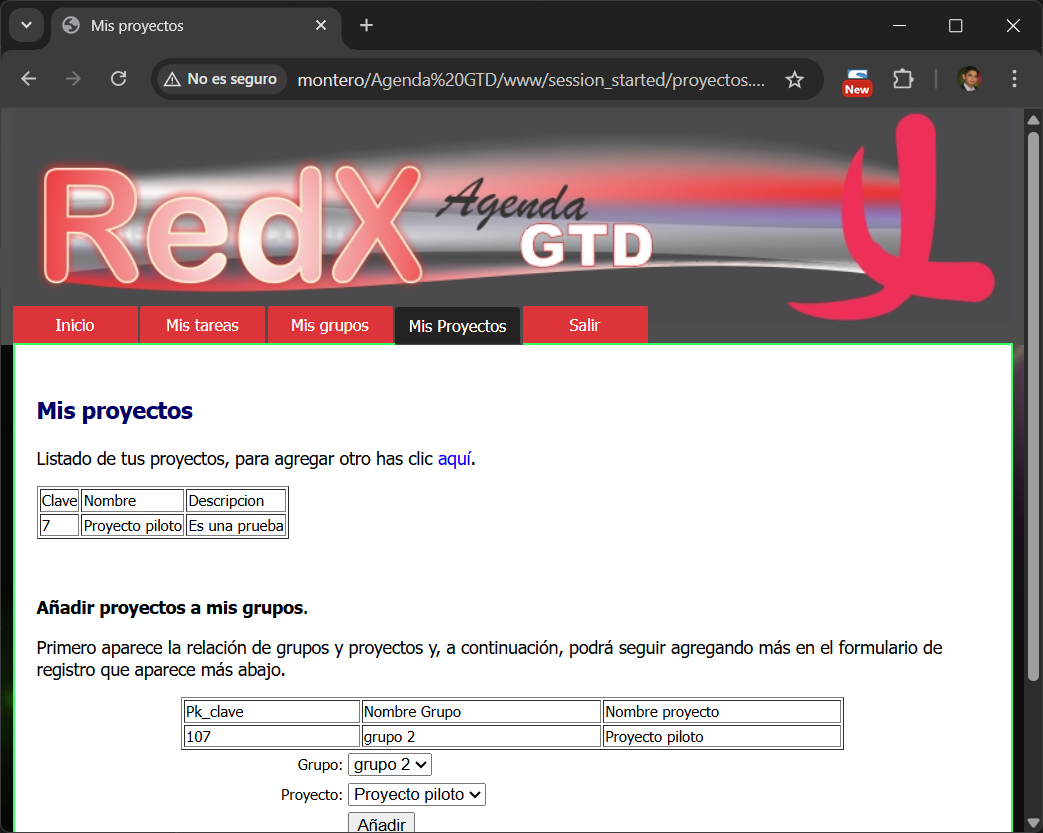 Mis proyectos
No es seguro
montero/Agenda%20GTD/www/session_started/proyectos....
New
RedX Agenda
GTD
Inicio
Mis tareas
Mis grupos
Mis Proyectos
Salir
Mis proyectos
Listado de tus proyectos, para agregar otro has clic aquí.
Clave Nombre Descripcion
7 Proyecto piloto Es una prueba
Añadir proyectos a mis grupos.
Primero aparece la relación de grupos y proyectos y, a continuación, podrá seguir agregando más en el formulario de
registro que aparece más abajo.
Pk_clave Nombre Grupo Nombre proyecto
107 grupo 2 Proyecto piloto
Grupo: grupo 2
Proyecto: Proyecto piloto
Añadir